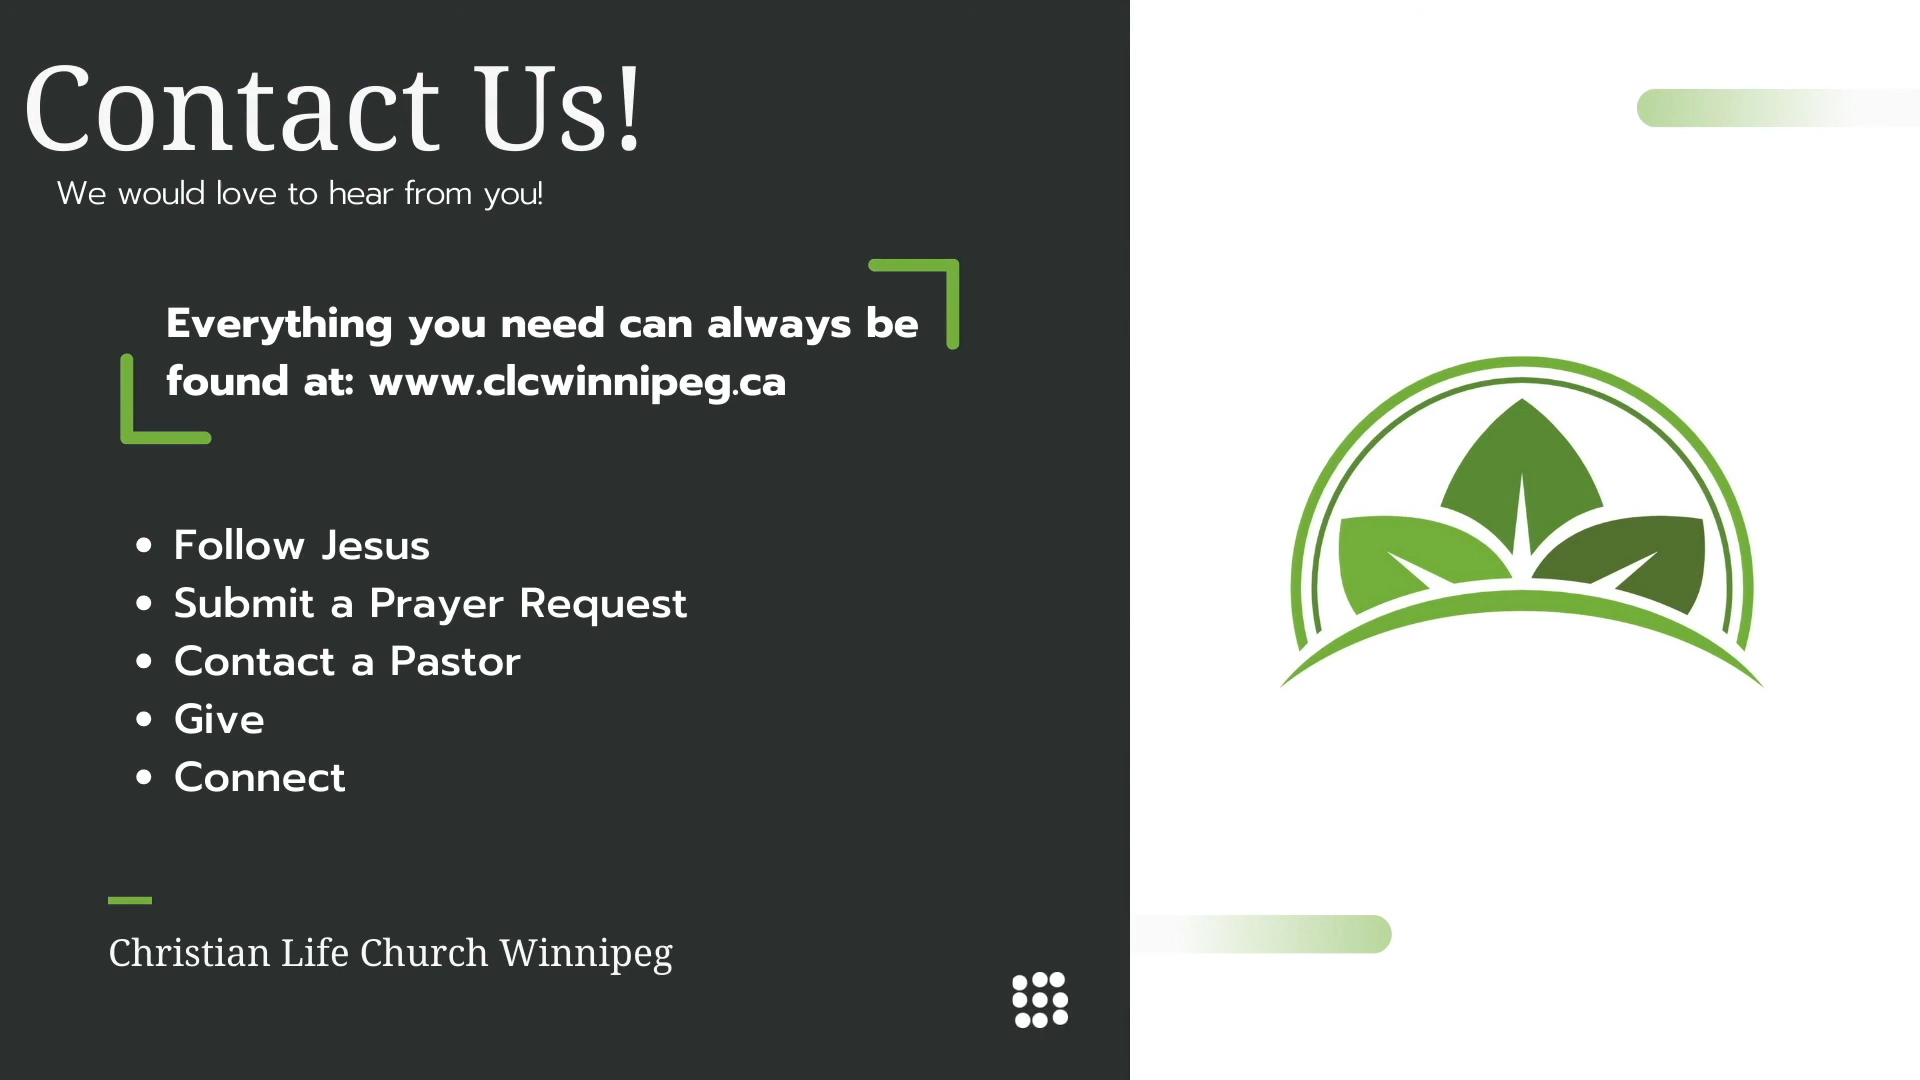 Contact Us!
We would love to hear from you!
Everything you need can always be
found at: www.clcwinnipeg.ca
• Follow Jesus
• Submit a Prayer Request
• Contact a Pastor
• Give
• Connect
Christian Life Church Winnipeg